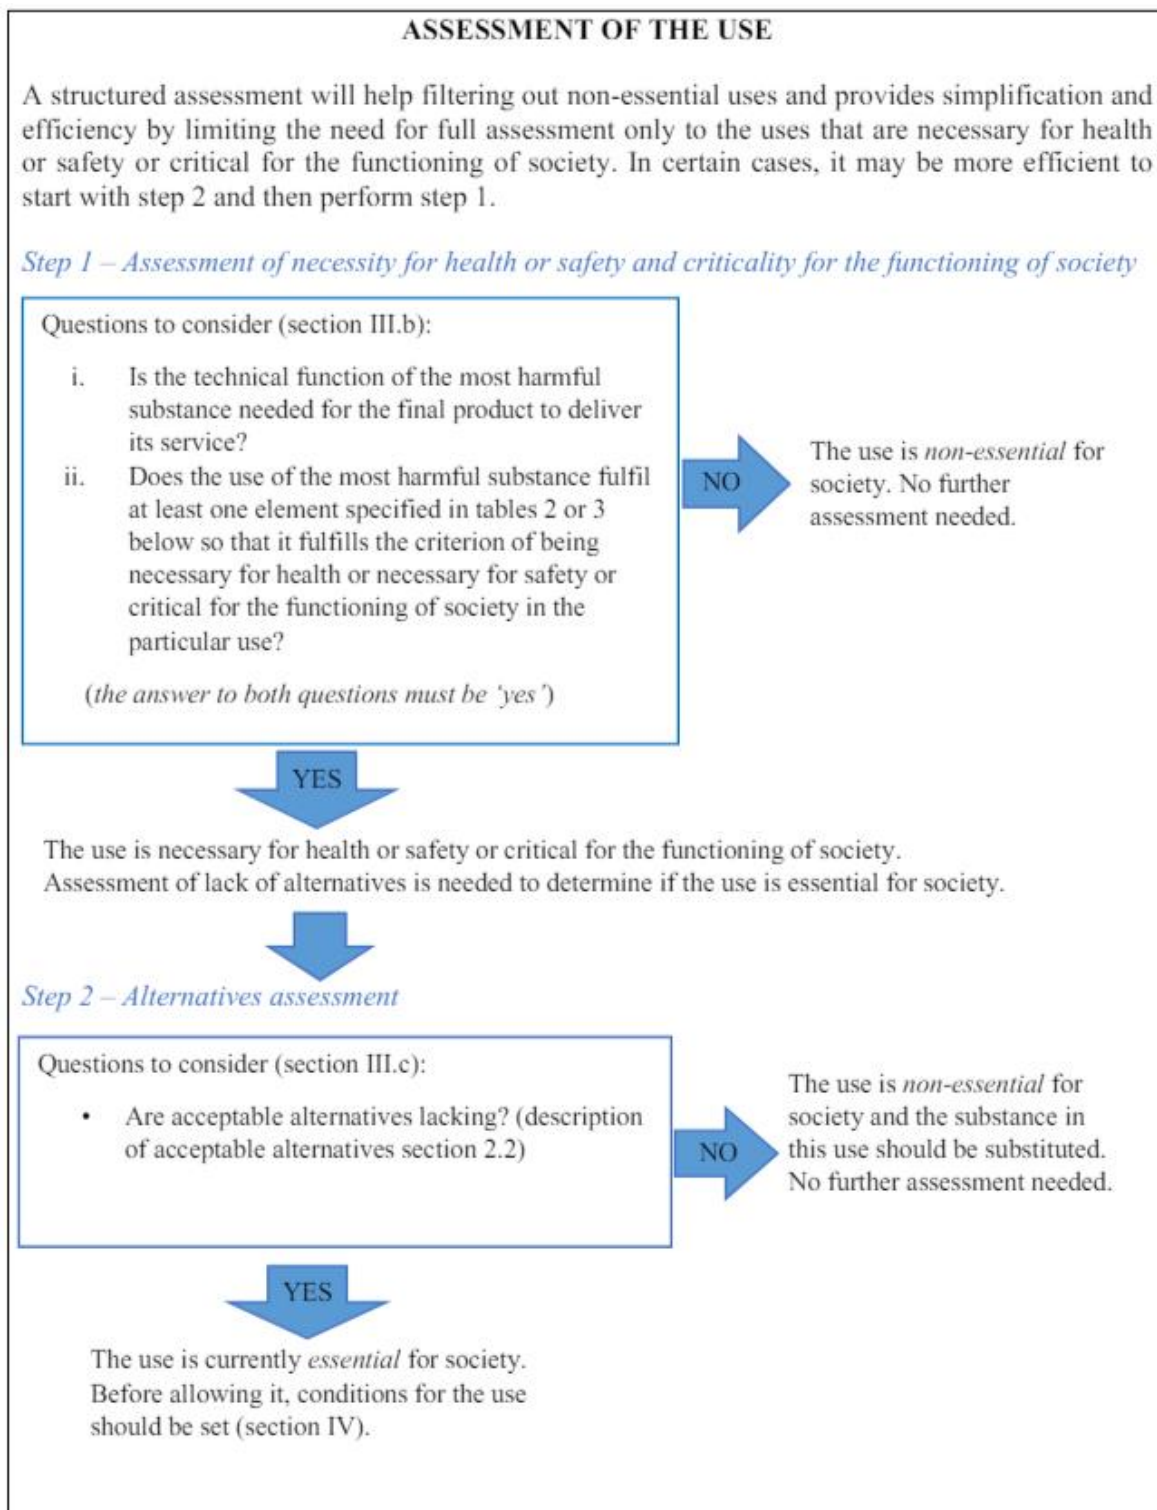 ASSESSMENT OF THE USE
A structured assessment will help filtering out non-essential uses and provides simplification and
efficiency by limiting the need for full assessment only to the uses that are necessary for health
or safety or critical for the functioning of society. In certain cases, it may be more efficient to
start with step 2 and then perform step 1.
Step 1 – Assessment of necessity for health or safety and criticality for the functioning of society
Questions to consider (section III.b):
i. Is the technical function of the most harmful
substance needed for the final product to deliver
its service?
ii. Does the use of the most harmful substance fulfil
at least one element specified in tables 2 or 3
below so that it fulfills the criterion of being
necessary for health or necessary for safety or
critical for the functioning of society in the
particular use?
(the answer to both questions must be ‘yes’)
NO
The use is non-essential for
society. No further
assessment needed.
YES
The use is necessary for health or safety or critical for the functioning of society.
Assessment of lack of alternatives is needed to determine if the use is essential for society.
Step 2 – Alternatives assessment
Questions to consider (section III.c):
• Are acceptable alternatives lacking? (description
of acceptable alternatives section 2.2)
NO
The use is non-essential for
society and the substance in
this use should be substituted.
No further assessment needed.
YES
The use is currently essential for society.
Before allowing it, conditions for the use
should be set (section IV).